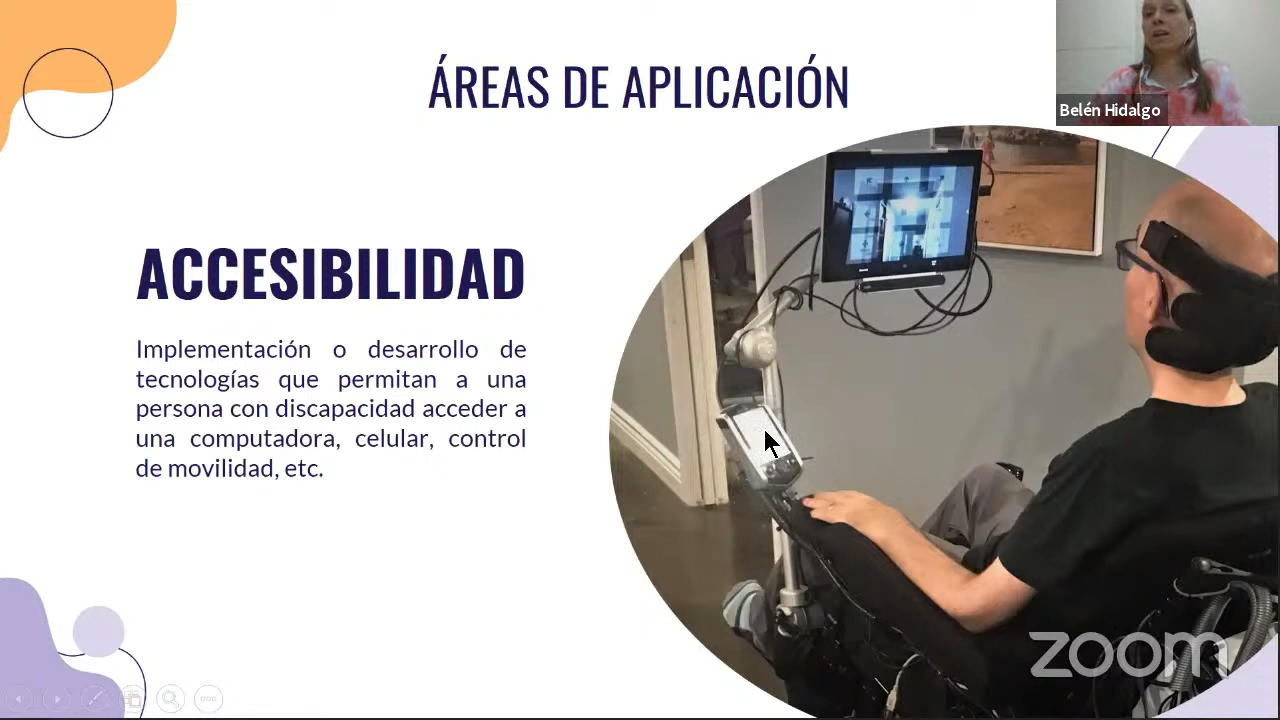 ÁREAS DE APLICACIÓN
Belén Hidalgo
ACCESIBILIDAD
Implementación o desarrollo de
tecnologías que permitan a una
persona con discapacidad acceder a
una computadora, celular, control
de movilidad, etc.
zoom